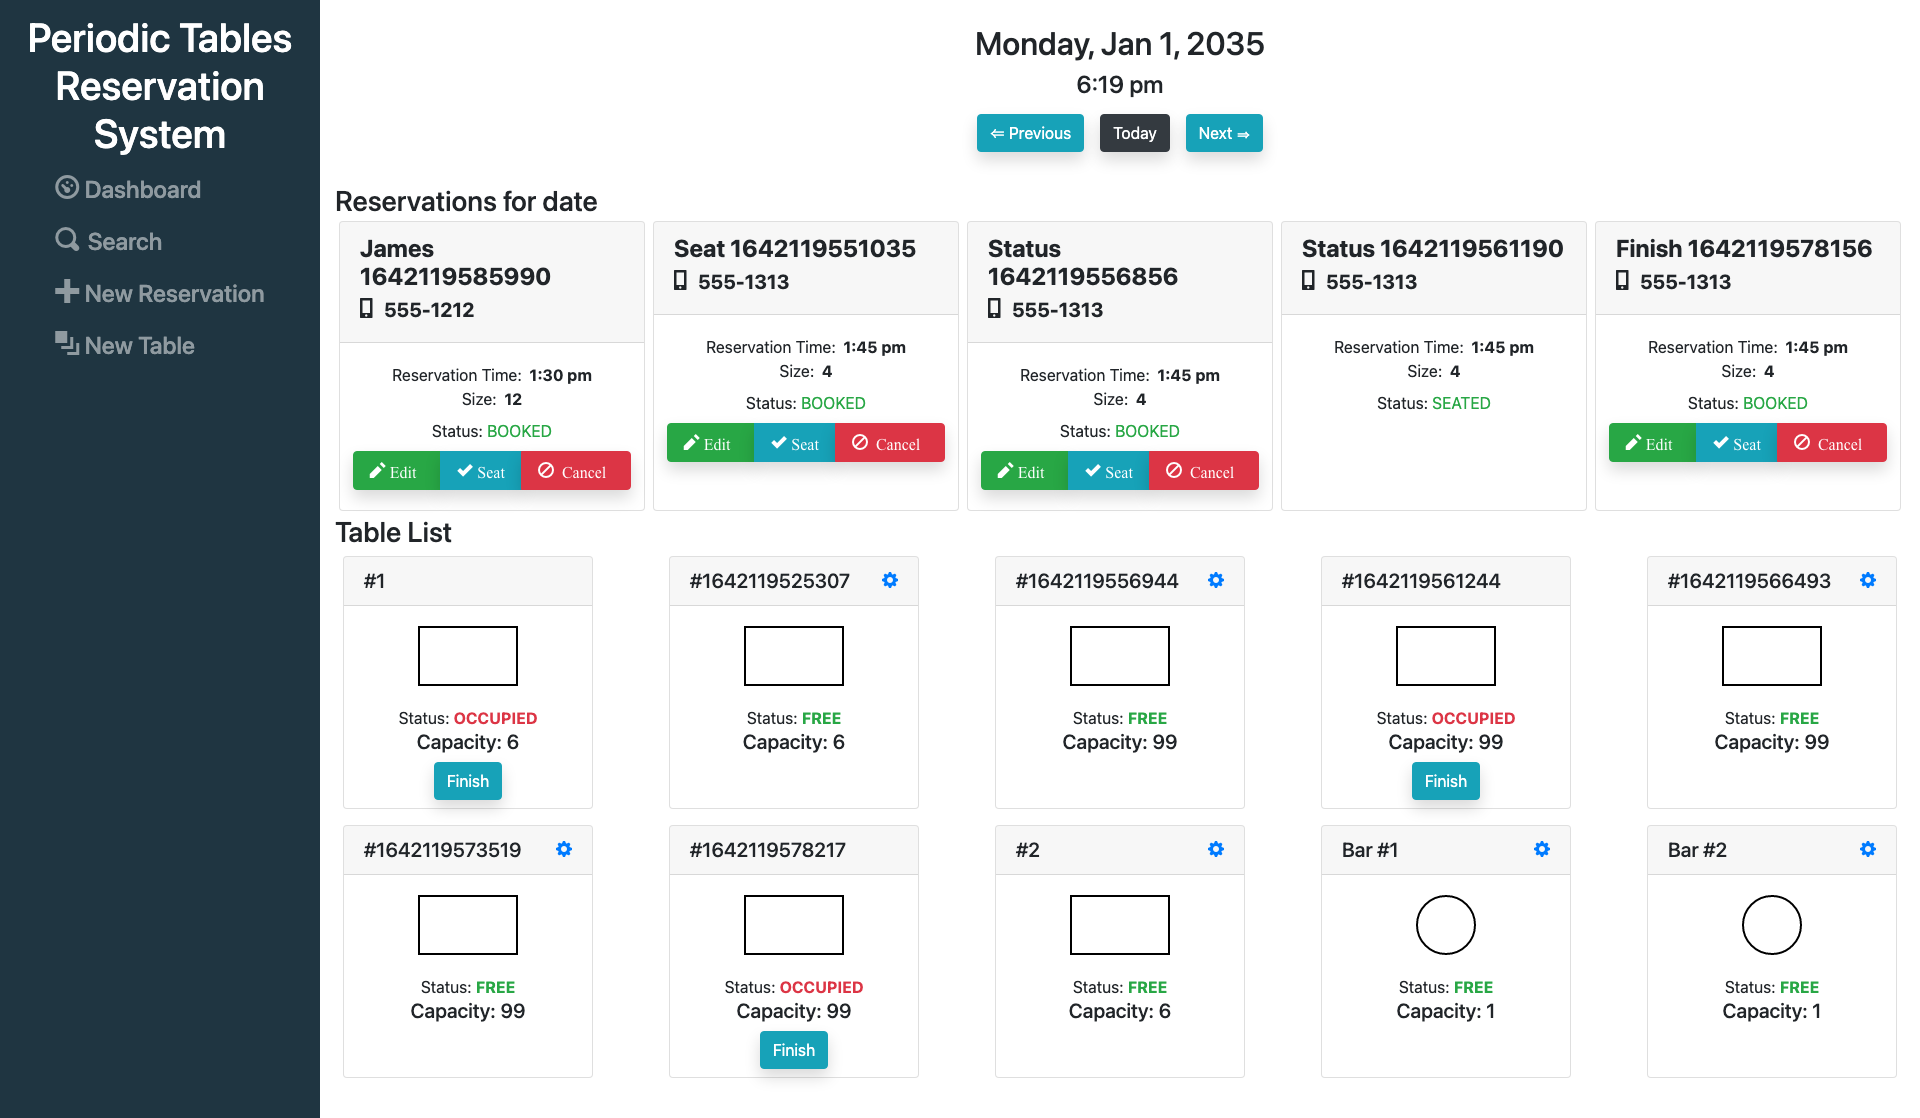 Periodic Tables
Reservation
System
Dashboard
Search
New Reservation
New Table
Monday, Jan 1, 2035
6:19 pm
⇐ Previous
Today
Next ⇒
Reservations for date
James
1642119585990
555-1212
Reservation Time: 1:30 pm
Size: 12
Status: BOOKED
Edit
Seat
Cancel
Seat 1642119551035
555-1313
Reservation Time: 1:45 pm
Size: 4
Status: BOOKED
Edit
Seat
Cancel
Status
1642119556856
555-1313
Reservation Time: 1:45 pm
Size: 4
Status: BOOKED
Edit
Seat
Cancel
Status 1642119561190
555-1313
Reservation Time: 1:45 pm
Size: 4
Status: SEATED
Finish 1642119578156
555-1313
Reservation Time: 1:45 pm
Size: 4
Status: BOOKED
Edit
Seat
Cancel
Table List
#1
Status: OCCUPIED
Capacity: 6
Finish
#1642119525307
Status: FREE
Capacity: 6
#1642119556944
Status: FREE
Capacity: 99
#1642119561244
Status: OCCUPIED
Capacity: 99
Finish
#1642119566493
Status: FREE
Capacity: 99
#1642119573519
Status: FREE
Capacity: 99
#1642119578217
Status: OCCUPIED
Capacity: 99
Finish
#2
Status: FREE
Capacity: 6
Bar #1
Status: FREE
Capacity: 1
Bar #2
Status: FREE
Capacity: 1